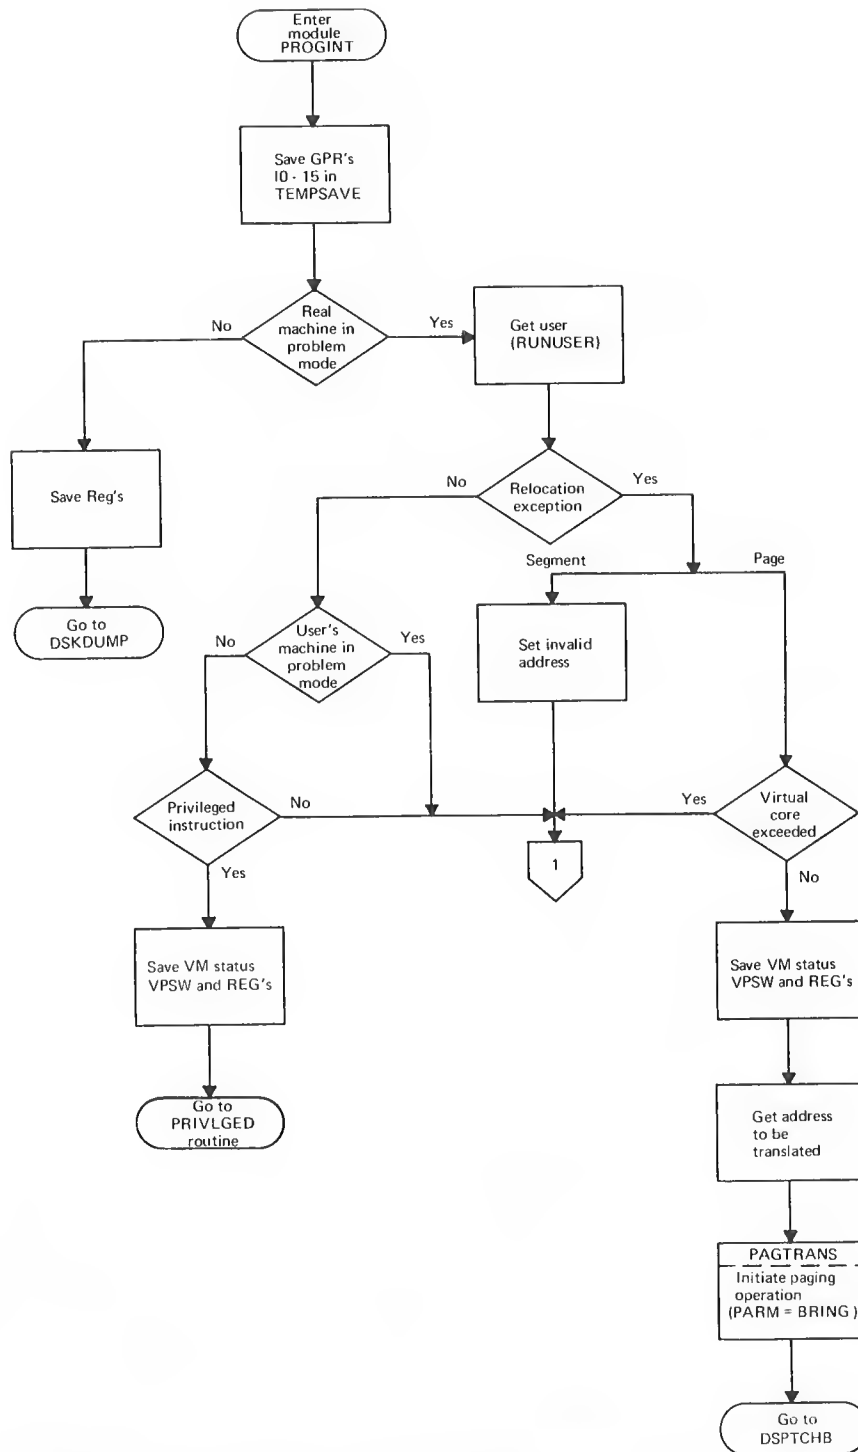 Enter
module
PROGINT
Save GPR's
10 - 15 in
TEMPSAVE
Real
machine in
problem
mode
No
Yes
Get user
(RUNUSER)
Save Reg's
Go to
DSKDUMP
Relocation
exception
No
Yes
Segment
Page
User's
machine in
problem
mode
No
Yes
Set invalid
address
Privileged
instruction
No
Yes
Virtual
core
exceeded
Yes
No
1
Save VM status
VPSW and REG's
Go to
PRIVLGED
routine
Save VM status
VPSW and REG's
Get address
to be
translated
PAGTRANS
Initiate paging
operation
(PARM = BRING )
Go to
DSPTCHB